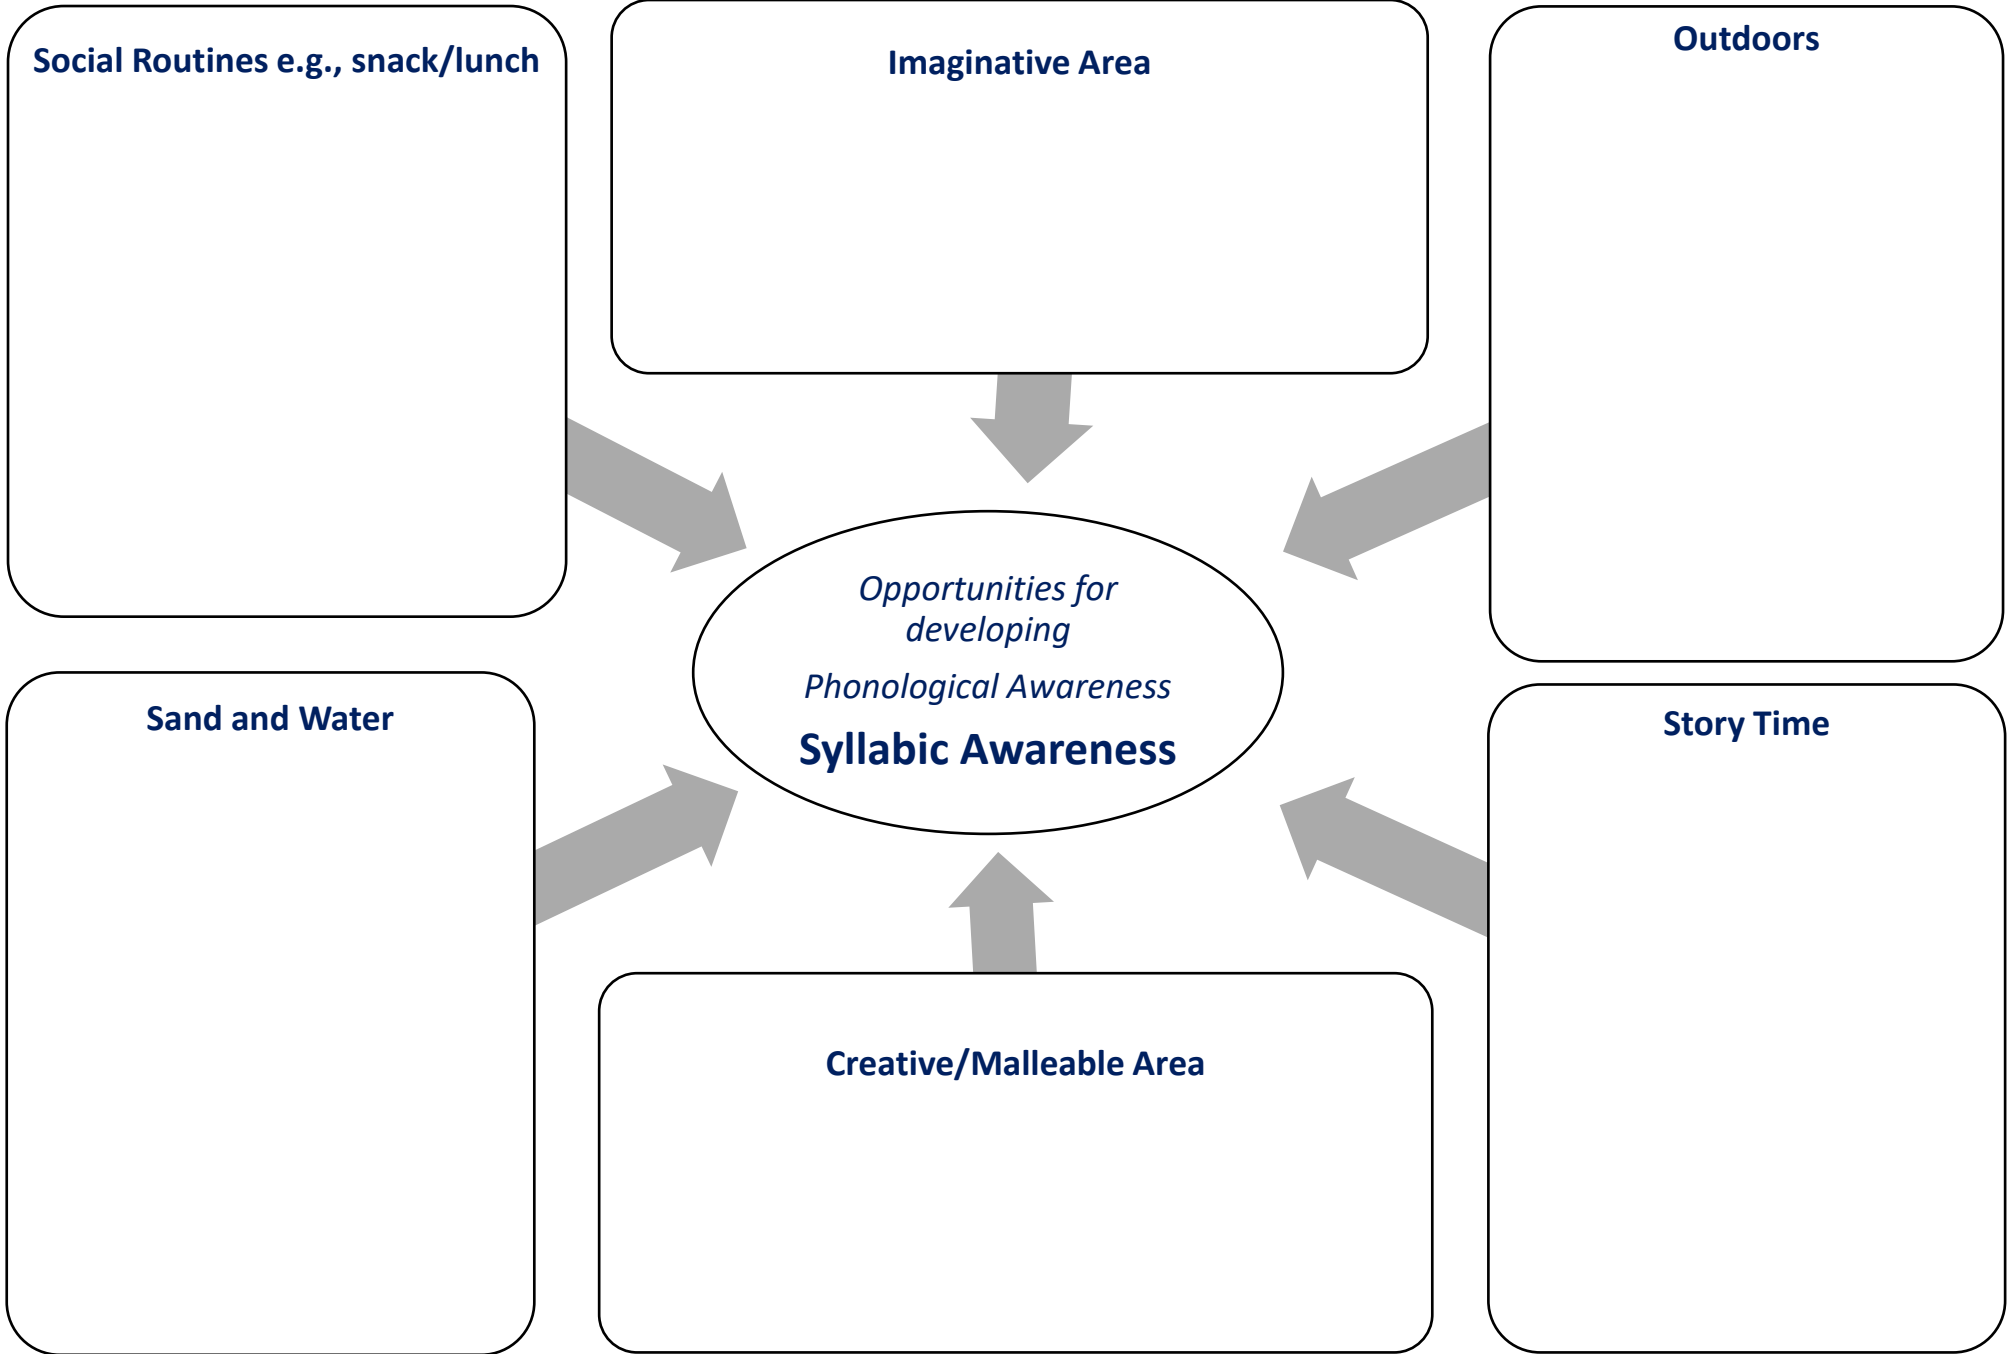 Social Routines e.g., snack/lunch
Imaginative Area
Outdoors
Opportunities for
developing
Phonological Awareness
Syllabic Awareness
Sand and Water
Story Time
Creative/Malleable Area